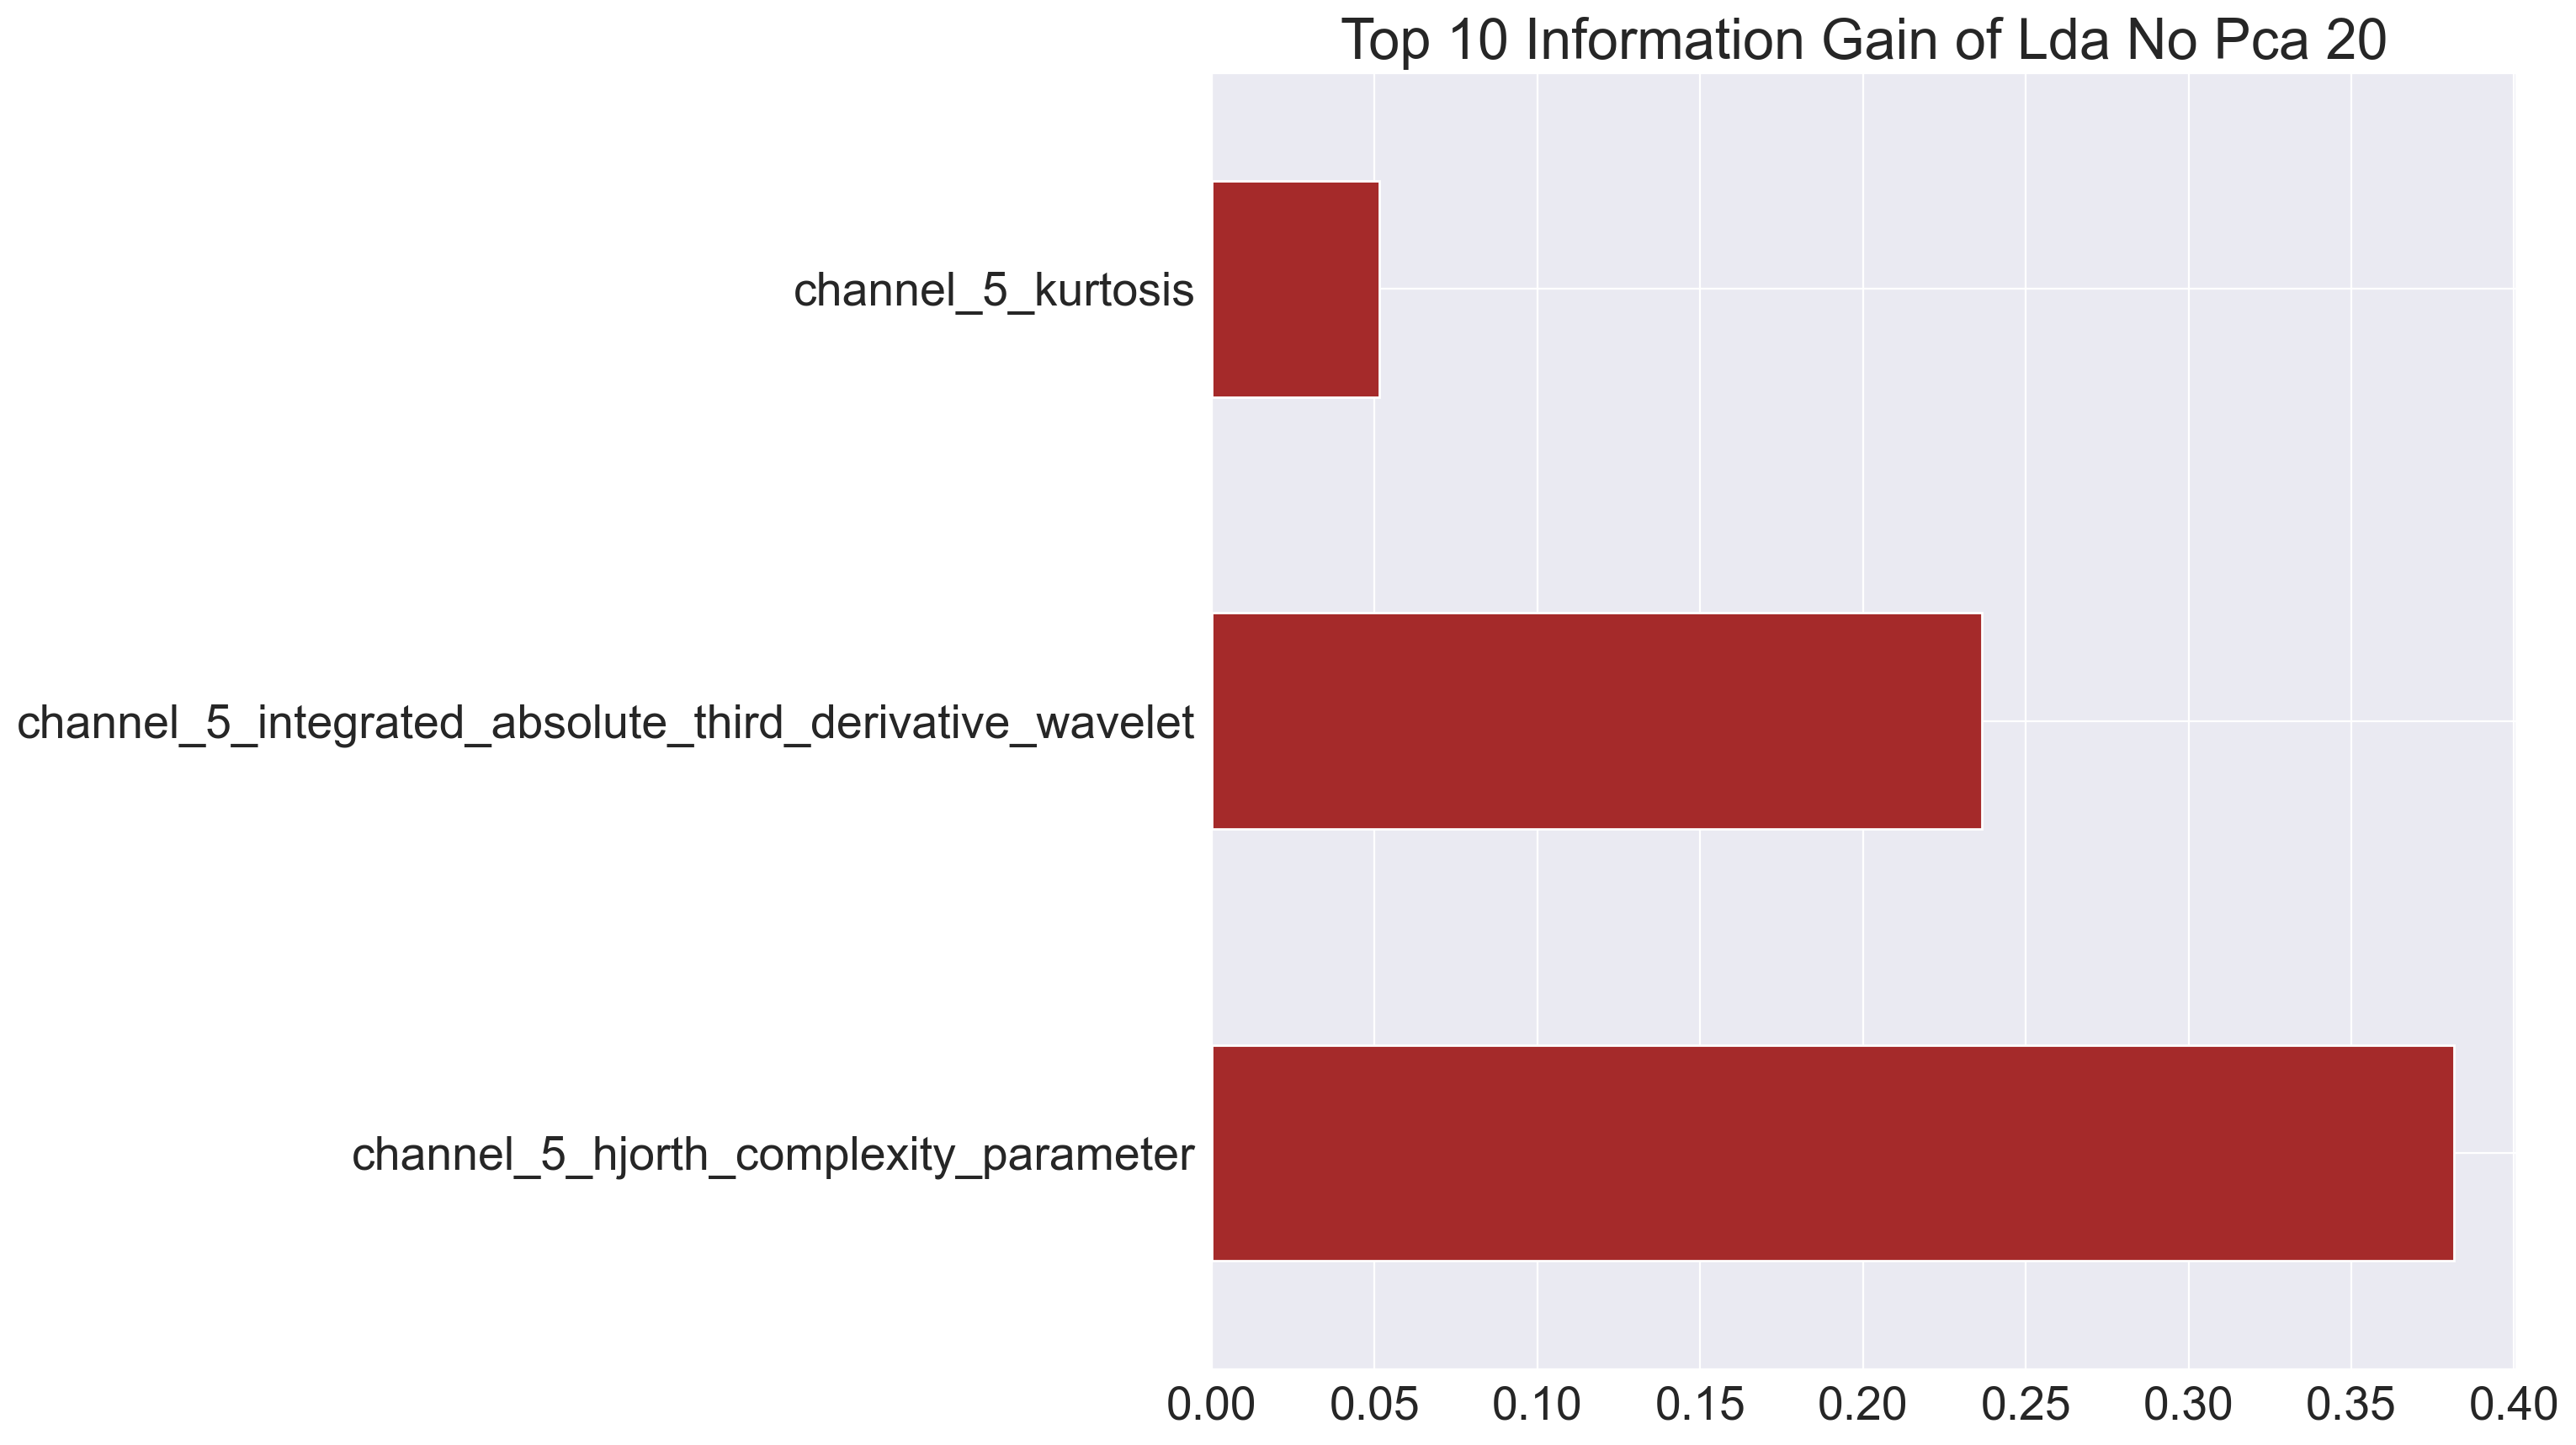 Top 10 Information Gain of Lda No Pca 20
channel_5_kurtosis
channel_5_integrated_absolute_third_derivative_wavelet
channel_5_hjorth_complexity_parameter
0.00 0.05 0.10 0.15 0.20 0.25 0.30 0.35 0.40